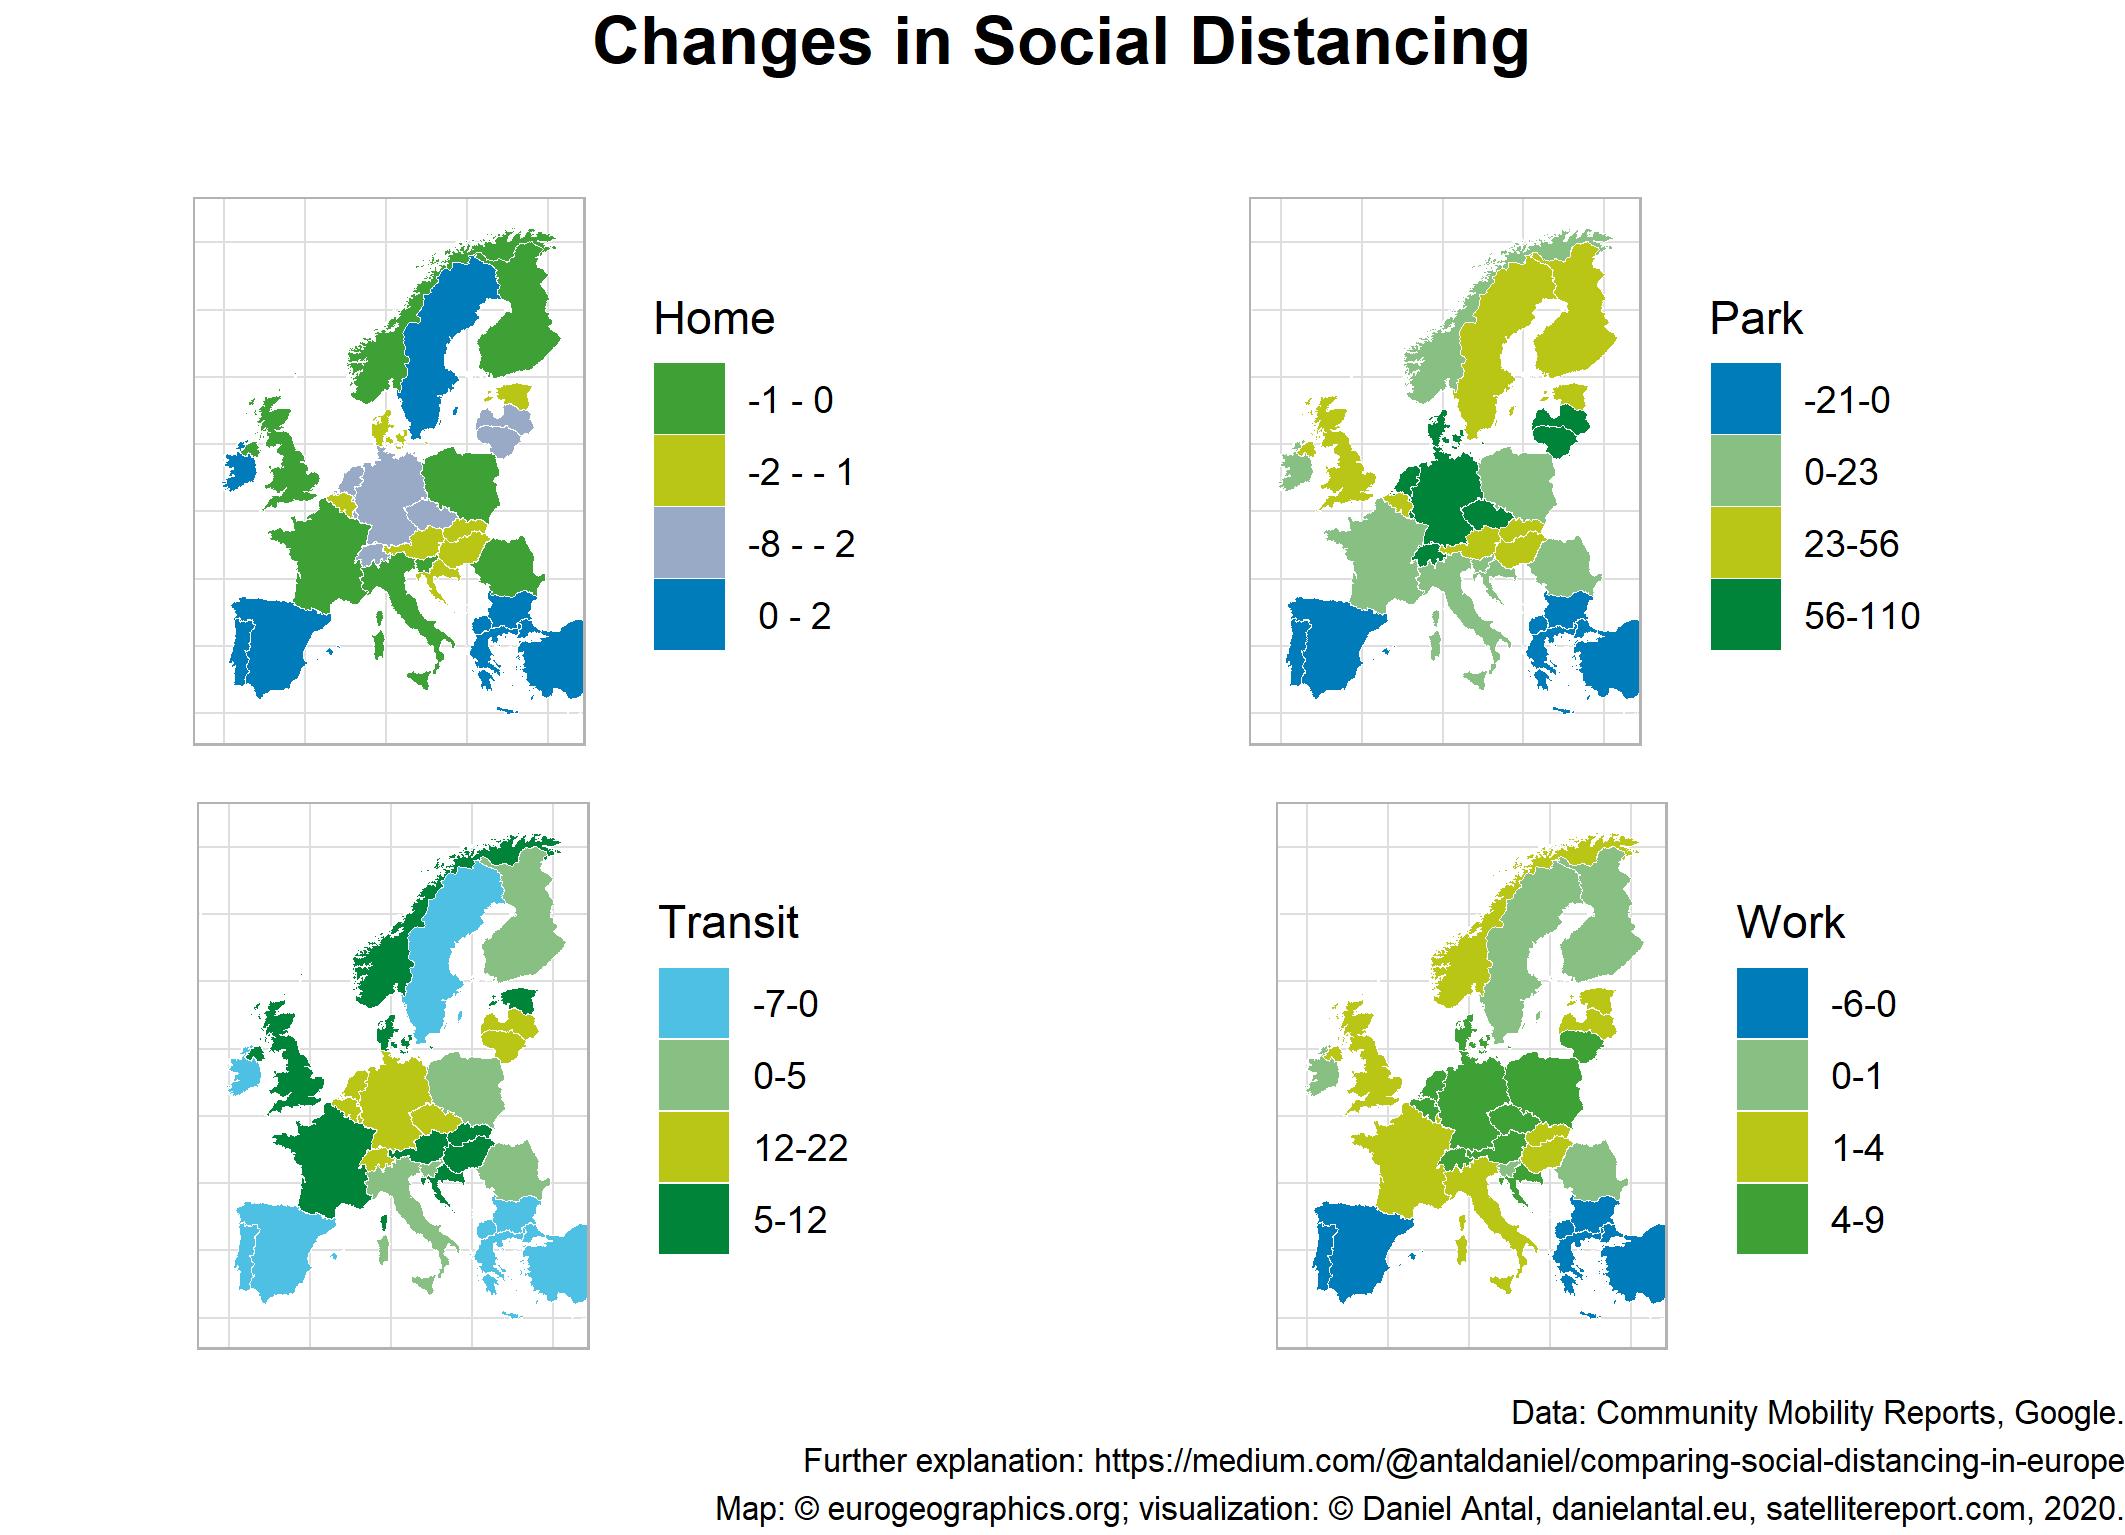 Changes in Social Distancing
Home
-1 - 0
-2 - - 1
-8 - - 2
0 - 2
Park
-21-0
0-23
23-56
56-110
Transit
-7-0
0-5
12-22
5-12
Work
-6-0
0-1
1-4
4-9
Data: Community Mobility Reports, Google.
Further explanation: https://medium.com/@antaldaniel/comparing-social-distancing-in-europe
Map: © eurogeographics.org; visualization: © Daniel Antal, danielantal.eu, satellitereport.com, 2020.